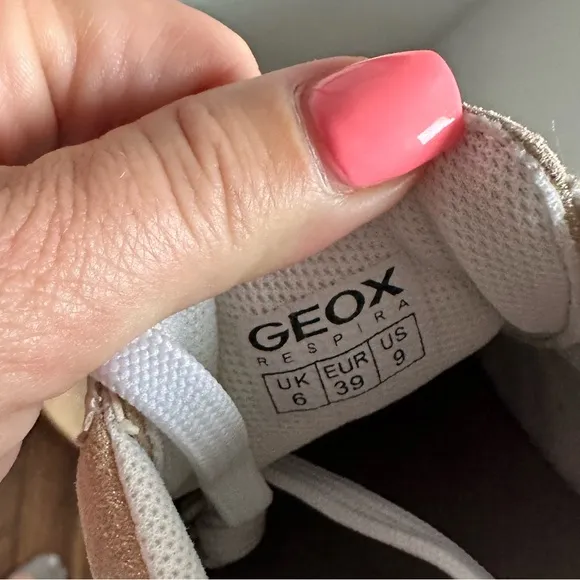 GEOX
RESPIRA
UK EUR US
6 39 9